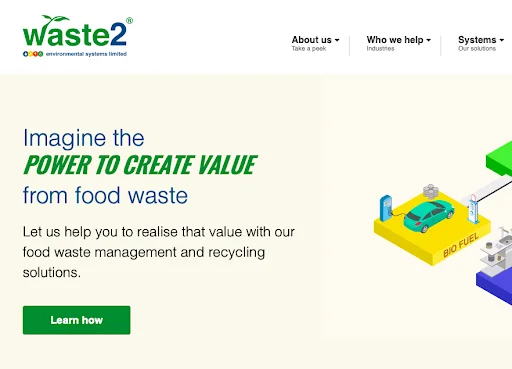 waste2®
environmental systems limited
About us
Take a peek
Who we help
Industries
Systems
Our solutions
Imagine the
POWER TO CREATE VALUE
from food waste
Let us help you to realise that value with our
food waste management and recycling
solutions.
Learn how
BIO FUEL